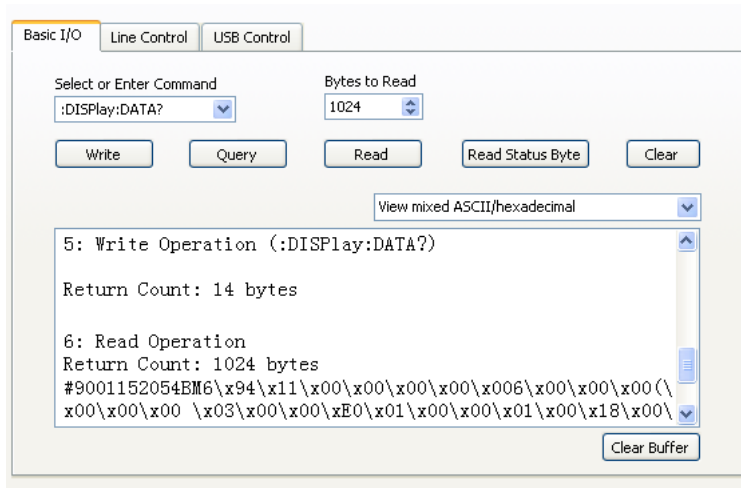 Basic I/O Line Control USB Control
Select or Enter Command Bytes to Read
:DISPlay:DATA? 1024
Write Query Read Read Status Byte Clear
View mixed ASCII/hexadecimal
5: Write Operation (:DISPlay:DATA?)
Return Count: 14 bytes
6: Read Operation
Return Count: 1024 bytes
#9001152054BM6\x94\x11\x00\x00\x00\x00\x006\x00\x00\x00(\
x00\x00\x00 \x03\x00\x00\xE0\x01\x00\x00\x01\x00\x18\x00\
Clear Buffer